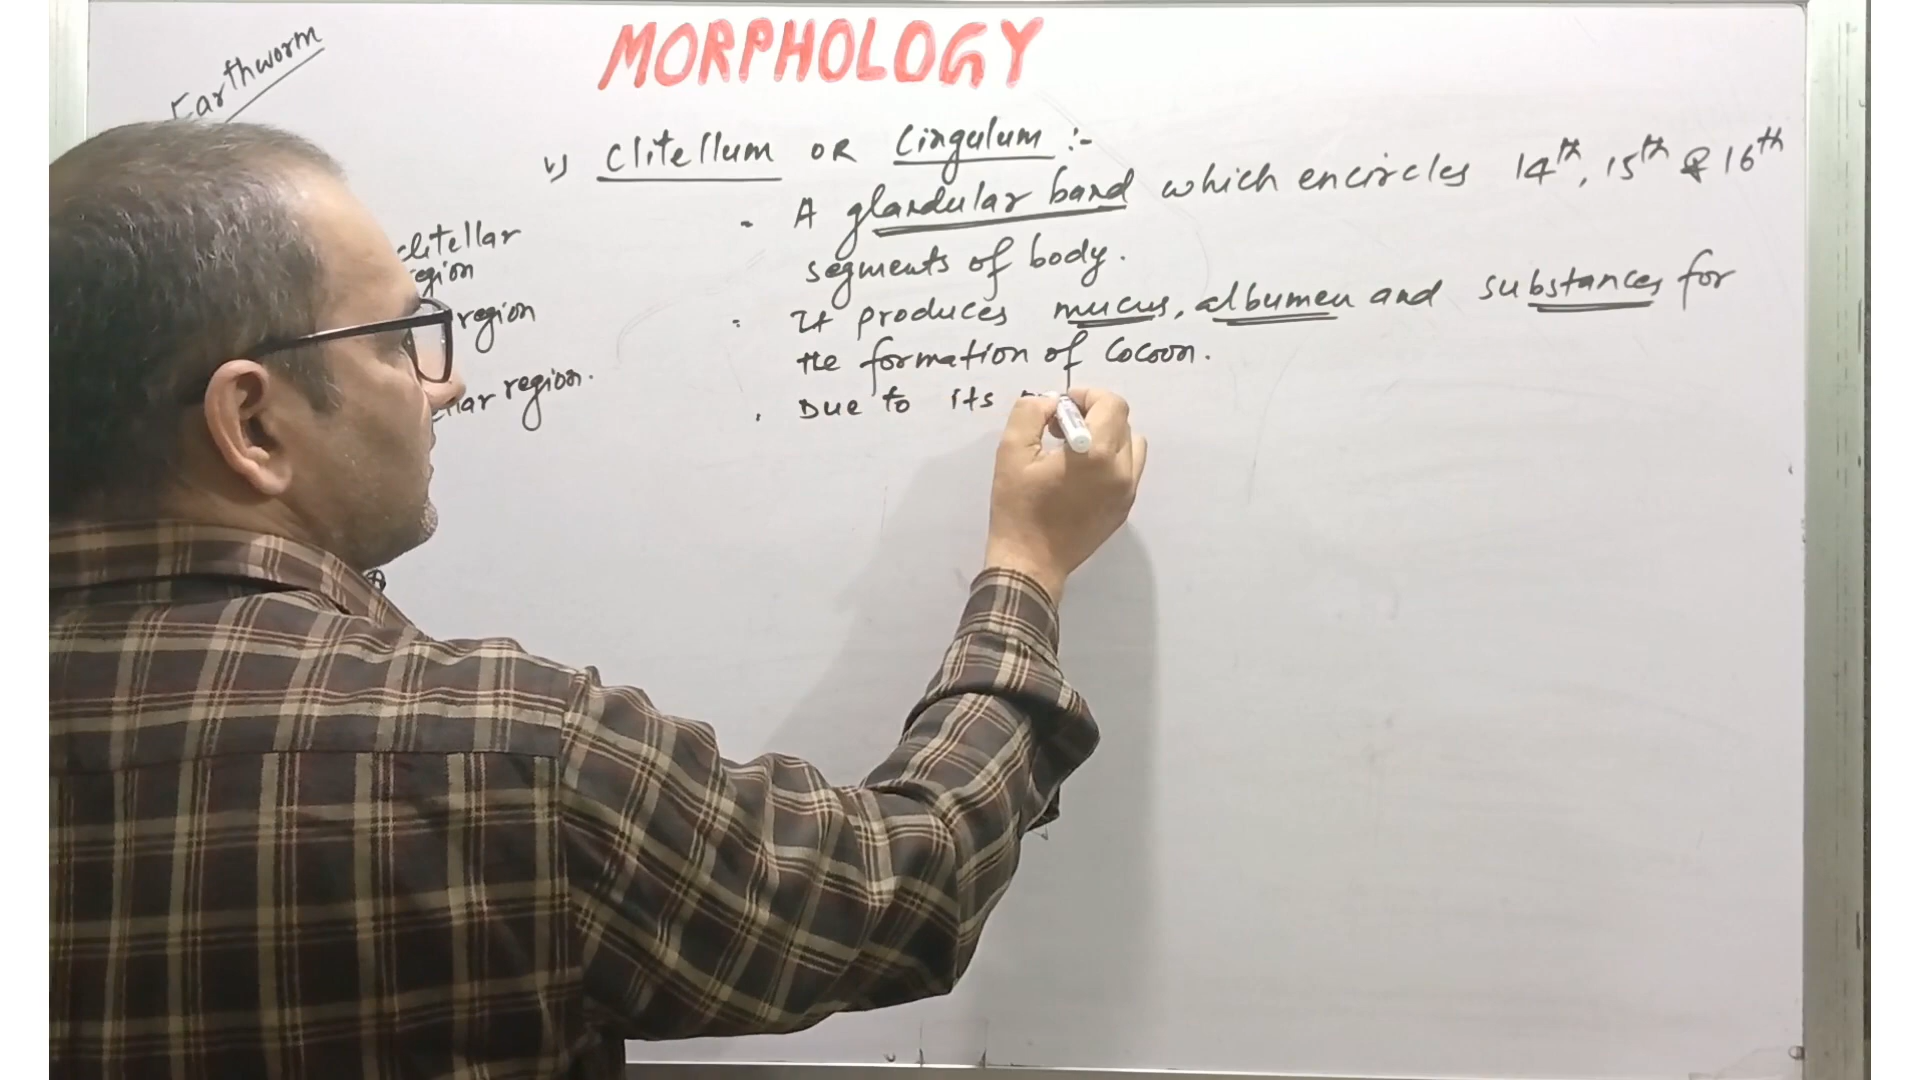 Earthworm
MORPHOLOGY
v) Clitellum OR Cingulum :-
- A glandular band which encircles 14th, 15th & 16th
segments of body.
clitellar
region
- It produces mucus, albumen and substances for
region
the formation of Cocoon.
region.
. Due to its